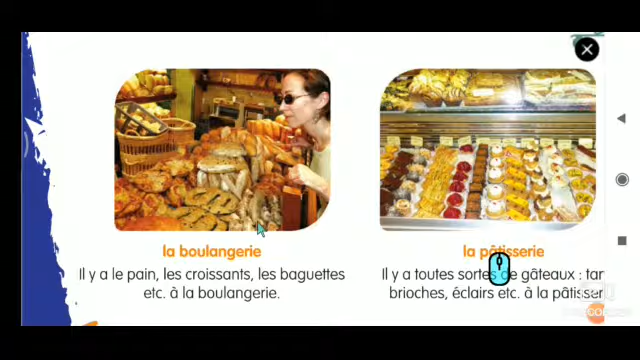 la boulangerie
Il y a le pain, les croissants, les baguettes
etc. à la boulangerie.
la pâtisserie
Il y a toutes sortes de gâteaux : tar
brioches, éclairs etc. à la pâtisser